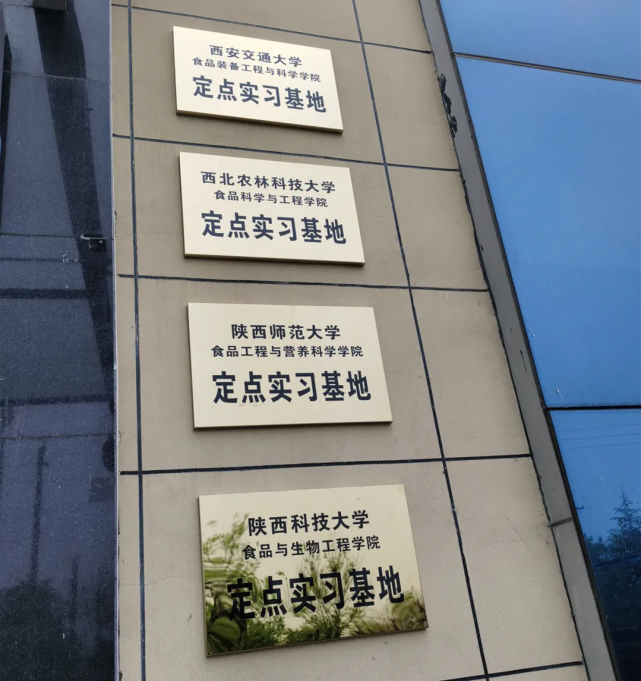 西安交通大学
食品装备工程与科学学院
定点实习基地
西北农林科技大学
食品科学与工程学院
定点实习基地
陕西师范大学
食品工程与营养科学学院
定点实习基地
陕西科技大学
食品与生物工程学院
定点实习基地